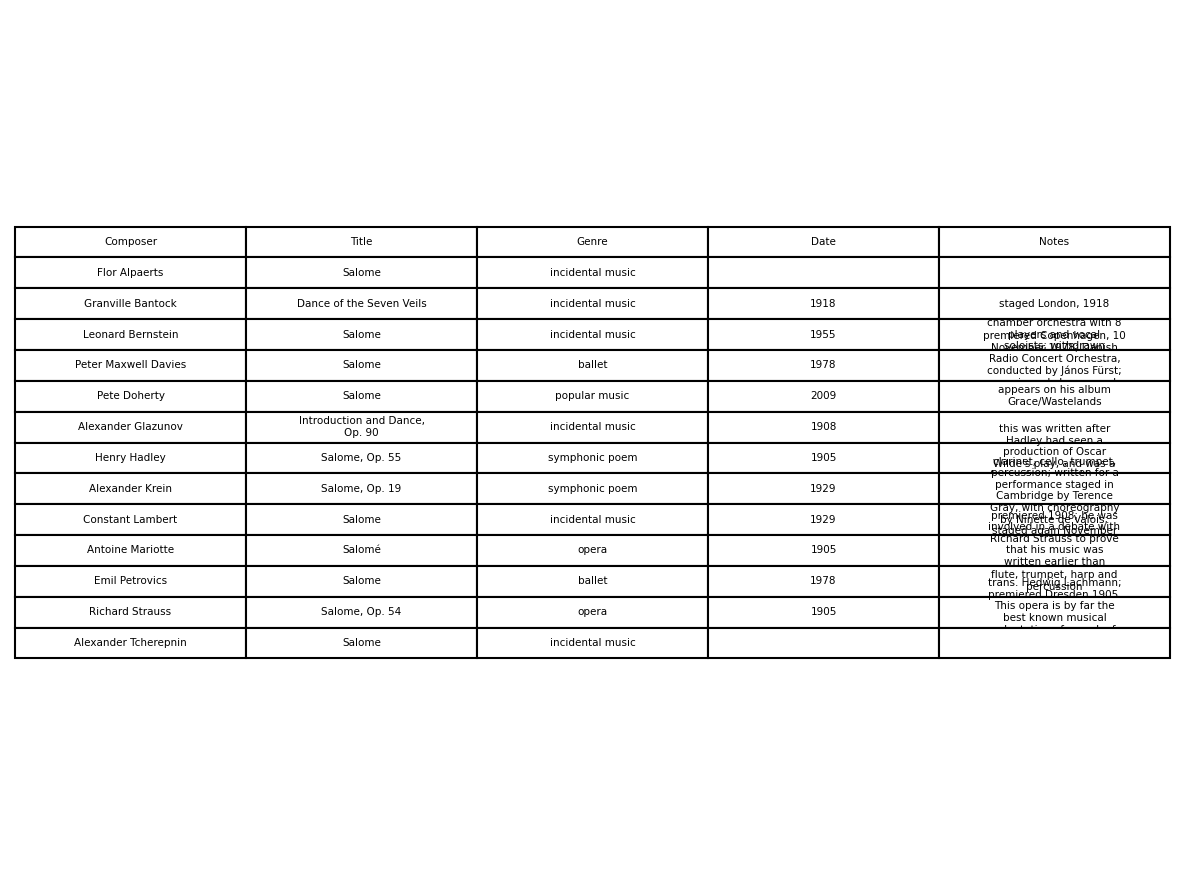 Composer Title Genre Date Notes
Flor Alpaerts Salome incidental music
Granville Bantock Dance of the Seven Veils incidental music 1918 staged London, 1918
Leonard Bernstein Salome incidental music 1955
chamber orchestra with 8
players and vocal
soloists; withdrawn
Peter Maxwell Davies Salome ballet 1978
premiered Copenhagen, 10
November 1978, Danish
Radio Concert Orchestra,
conducted by János Fürst;
Pete Doherty Salome popular music 2009
appears on his album
Grace/Wastelands
Alexander Glazunov Introduction and Dance,
Op. 90 incidental music 1908
Henry Hadley Salome, Op. 55 symphonic poem 1905
this was written after
Hadley had seen a
production of Oscar
Wilde's play, and was a
Alexander Krein Salome, Op. 19 symphonic poem 1929
Constant Lambert Salome incidental music 1929
clarinet, cello, trumpet,
percussion; written for a
performance staged in
Cambridge by Terence
Gray, with choreography
by Ninette de Valois;
staged again November
Antoine Mariotte Salomé opera 1905
premiered 1908; he was
involved in a debate with
Richard Strauss to prove
that his music was
written earlier than
Emil Petrovics Salome ballet 1978
flute, trumpet, harp and
percussion
Richard Strauss Salome, Op. 54 opera 1905
trans. Hedwig Lachmann;
premiered Dresden 1905.
This opera is by far the
best known musical
Alexander Tcherepnin Salome incidental music